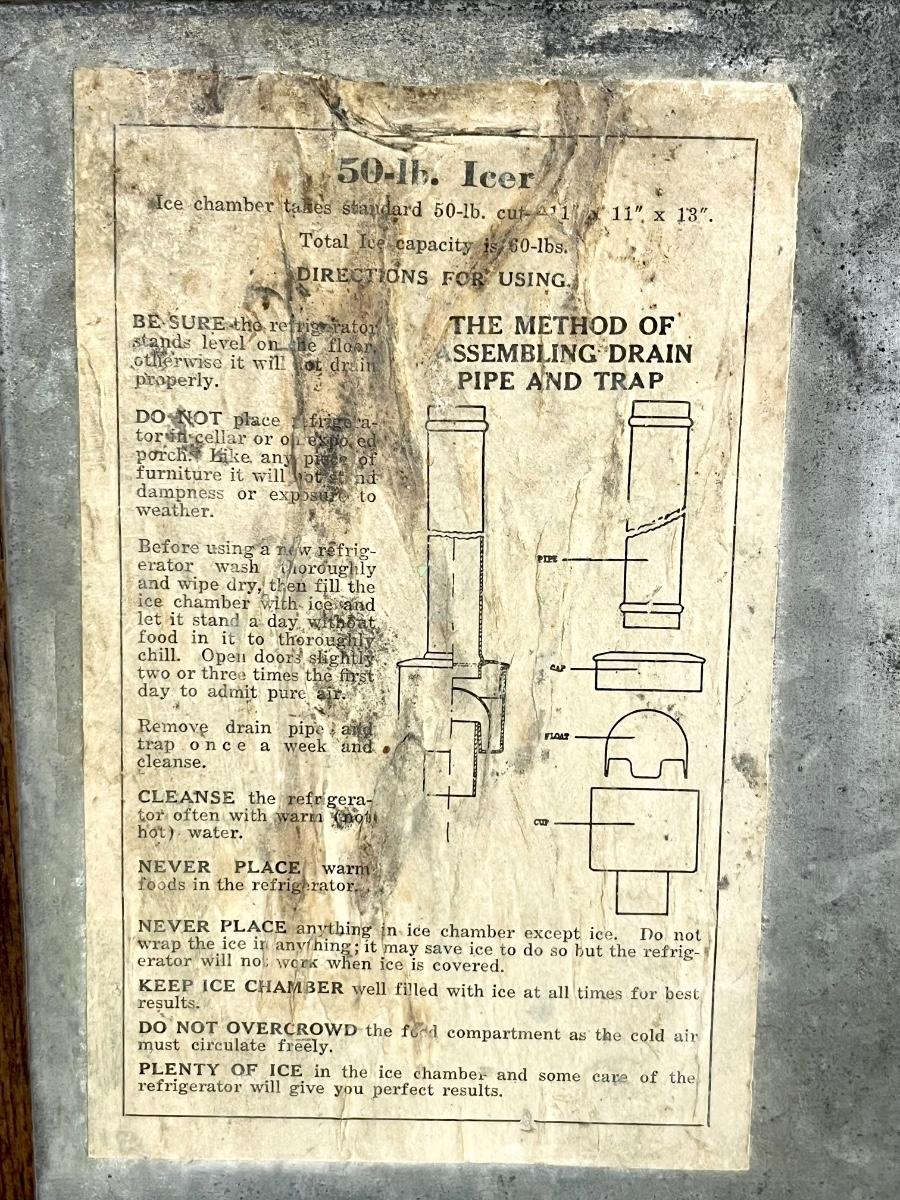 50-lb. Icer
Ice chamber takes standard 50-lb. cut 11" x 11" x 13".
Total Ice capacity is 60-lbs.
DIRECTIONS FOR USING.
BE SURE the refrigerator
stands level on the floor,
otherwise it will not drain
properly.
DO NOT place refrigera-
tor in cellar or on exposed
porch. Like any piece of
furniture it will not stand
dampness or exposure to
weather.
Before using a new refrig-
erator wash thoroughly
and wipe dry, then fill the
ice chamber with ice and
let it stand a day without
food in it to thoroughly
chill. Open doors slightly
two or three times the first
day to admit pure air.
Remove drain pipe and
trap once a week and
cleanse.
CLEANSE the refrigera-
tor often with warm (not
hot) water.
NEVER PLACE warm
foods in the refrigerator.
THE METHOD OF
ASSEMBLING DRAIN
PIPE AND TRAP
PIPE
CAP
FLOAT
CUP
NEVER PLACE anything in ice chamber except ice. Do not
wrap the ice in anything; it may save ice to do so but the refrig-
erator will not work when ice is covered.
KEEP ICE CHAMBER well filled with ice at all times for best
results.
DO NOT OVERCROWD the food compartment as the cold air
must circulate freely.
PLENTY OF ICE in the ice chamber and some care of the
refrigerator will give you perfect results.